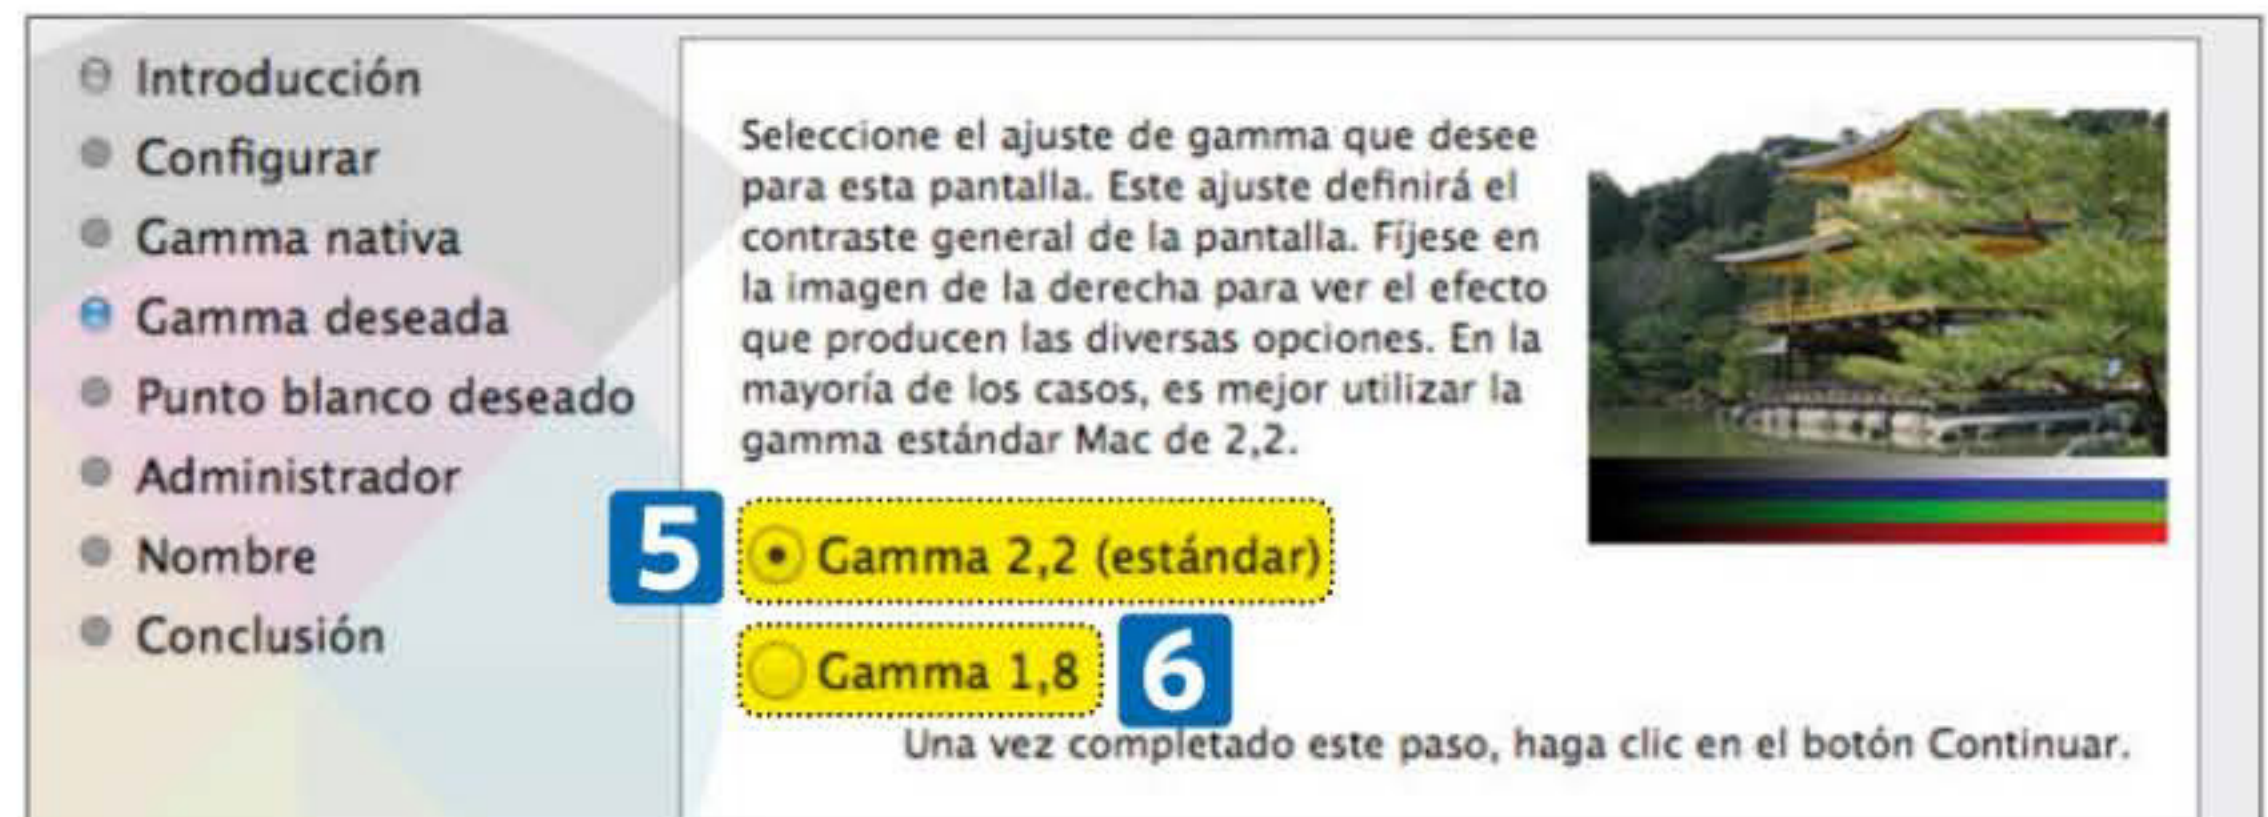 Introducción
Configurar
Gamma nativa
Gamma deseada
Punto blanco deseado
Administrador
Nombre
Conclusión
Seleccione el ajuste de gamma que desee
para esta pantalla. Este ajuste definirá el
contraste general de la pantalla. Fíjese en
la imagen de la derecha para ver el efecto
que producen las diversas opciones. En la
mayoría de los casos, es mejor utilizar la
gamma estándar Mac de 2,2.
5 Gamma 2,2 (estándar)
Gamma 1,8 6
Una vez completado este paso, haga clic en el botón Continuar.